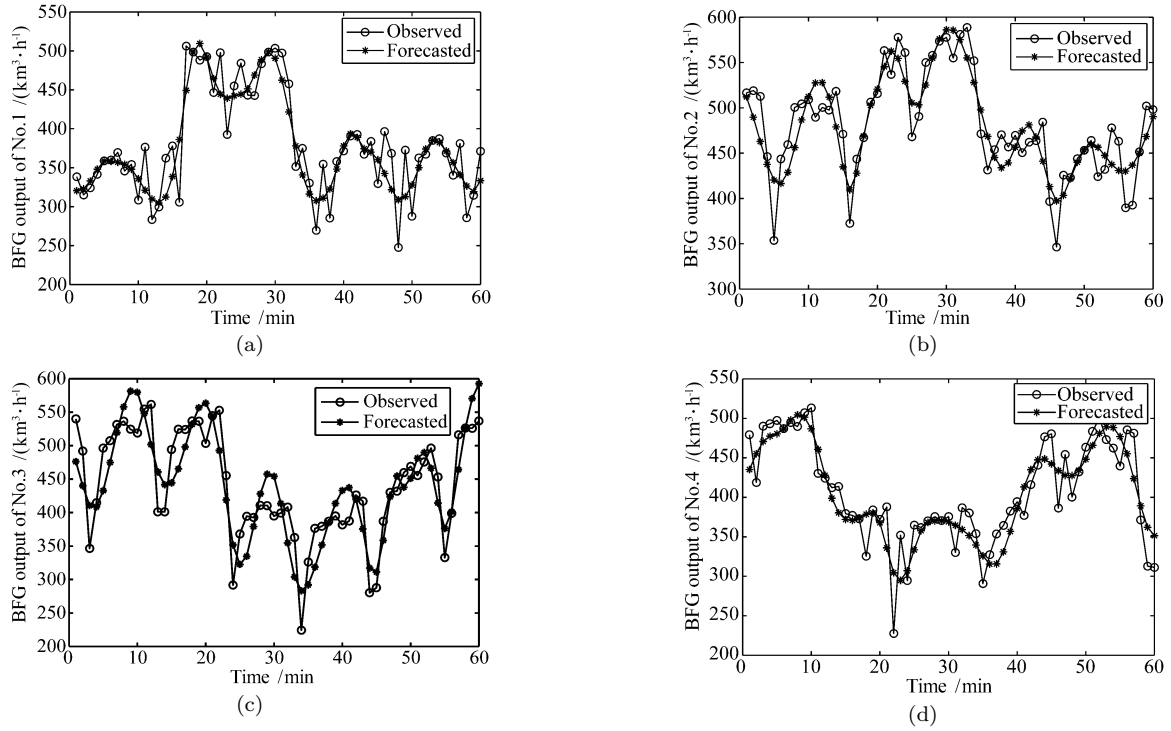 550
500
450
400
350
300
250
200
BFG output of No.1 /(km³·h⁻¹)
Observed
Forecasted
0 10 20 30 40 50 60
Time /min
(a)
600
550
500
450
400
350
300
BFG output of No.2 /(km³·h⁻¹)
Observed
Forecasted
0 10 20 30 40 50 60
Time /min
(b)
600
550
500
450
400
350
300
250
200
BFG output of No.3 /(km³·h⁻¹)
Observed
Forecasted
0 10 20 30 40 50 60
Time /min
(c)
550
500
450
400
350
300
250
200
BFG output of No.4 /(km³·h⁻¹)
Observed
Forecasted
0 10 20 30 40 50 60
Time /min
(d)